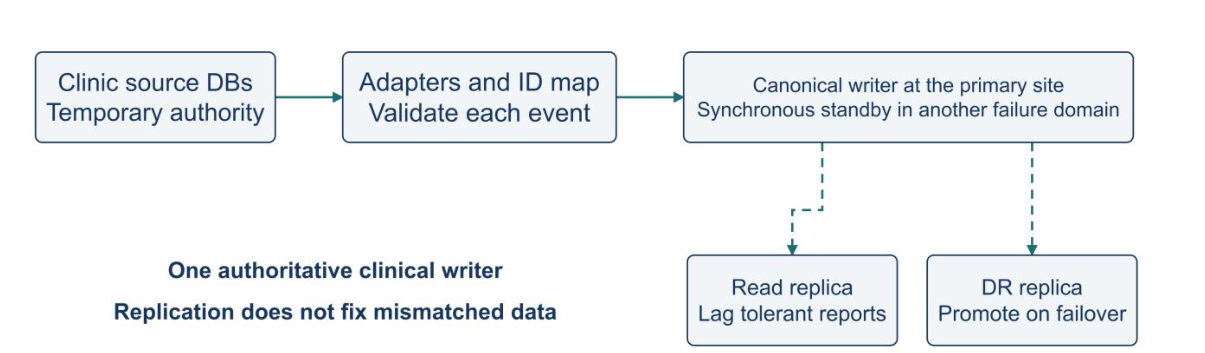 Clinic source DBs
Temporary authority
Adapters and ID map
Validate each event
Canonical writer at the primary site
Synchronous standby in another failure domain
One authoritative clinical writer
Replication does not fix mismatched data
Read replica
Lag tolerant reports
DR replica
Promote on failover